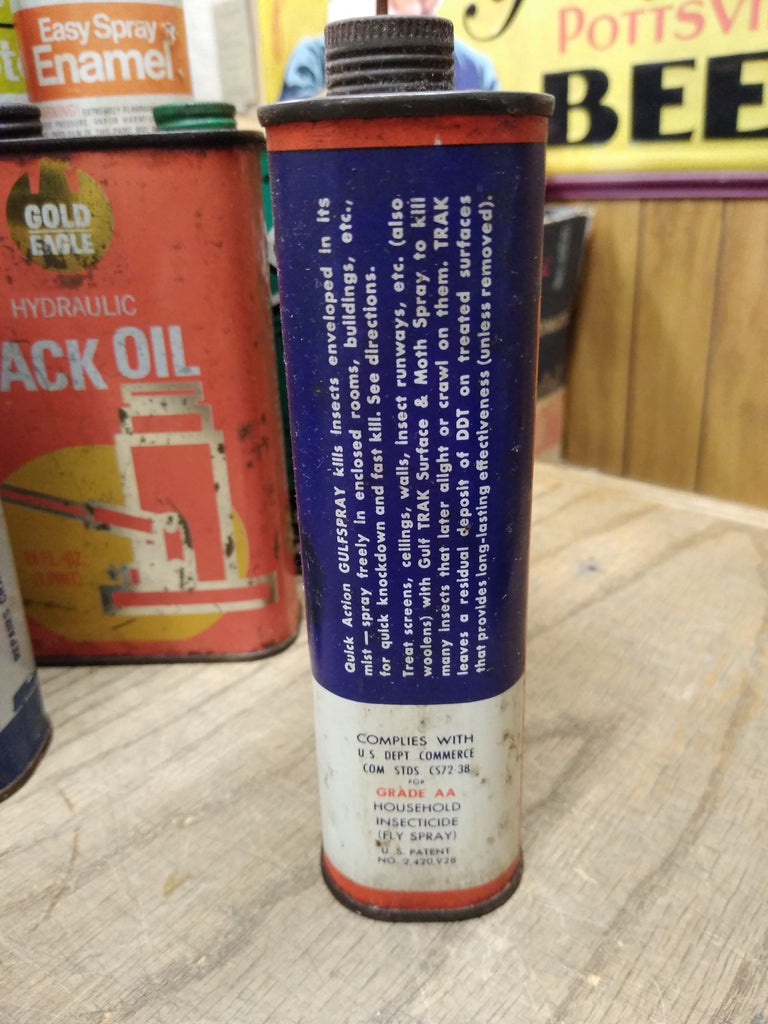 Easy Spray
Enamel
POTTSVI
BEE
GOLD
EAGLE
HYDRAULIC
ACK OIL
Quick Action GULFSPRAY kills insects enveloped in its
mist — spray freely in enclosed rooms, buildings, etc.,
for quick knockdown and fast kill. See directions.
Treat screens, ceilings, walls, insect runways, etc. (also
woolens) with Gulf TRAK Surface & Moth Spray to kill
many insects that later alight or crawl on them. TRAK
leaves a residual deposit of DDT on treated surfaces
that provides long-lasting effectiveness (unless removed).
COMPLIES WITH
U S DEPT COMMERCE
COM STDS CS72-38
FOR
GRADE AA
HOUSEHOLD
INSECTICIDE
(FLY SPRAY)
U.S. PATENT
NO. 2,420,928